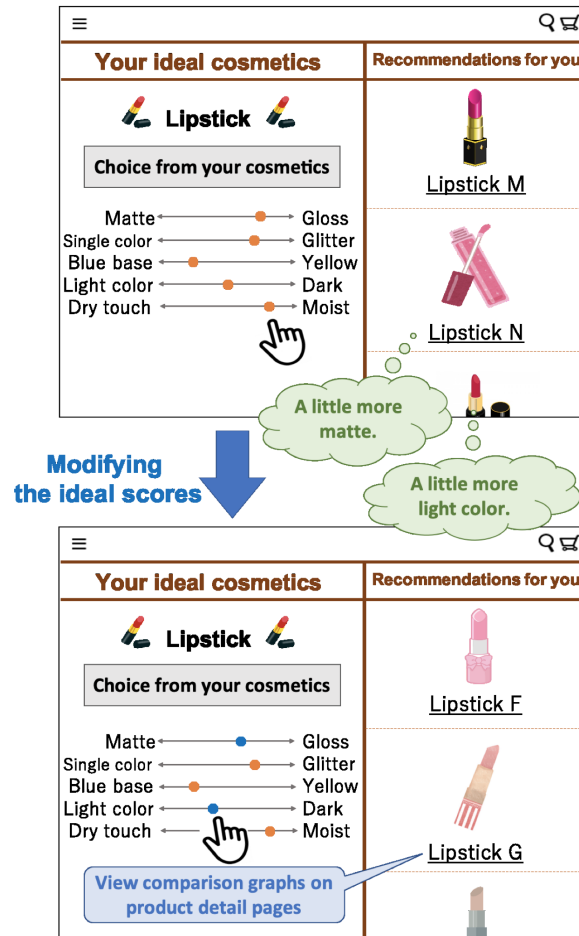 Your ideal cosmetics
Recommendations for you
Lipstick
Choice from your cosmetics
Matte Gloss
Single color Glitter
Blue base Yellow
Light color Dark
Dry touch Moist
Lipstick M
Lipstick N
A little more
matte.
A little more
light color.
Modifying
the ideal scores
Your ideal cosmetics
Recommendations for you
Lipstick
Choice from your cosmetics
Matte Gloss
Single color Glitter
Blue base Yellow
Light color Dark
Dry touch Moist
Lipstick F
Lipstick G
View comparison graphs on
product detail pages